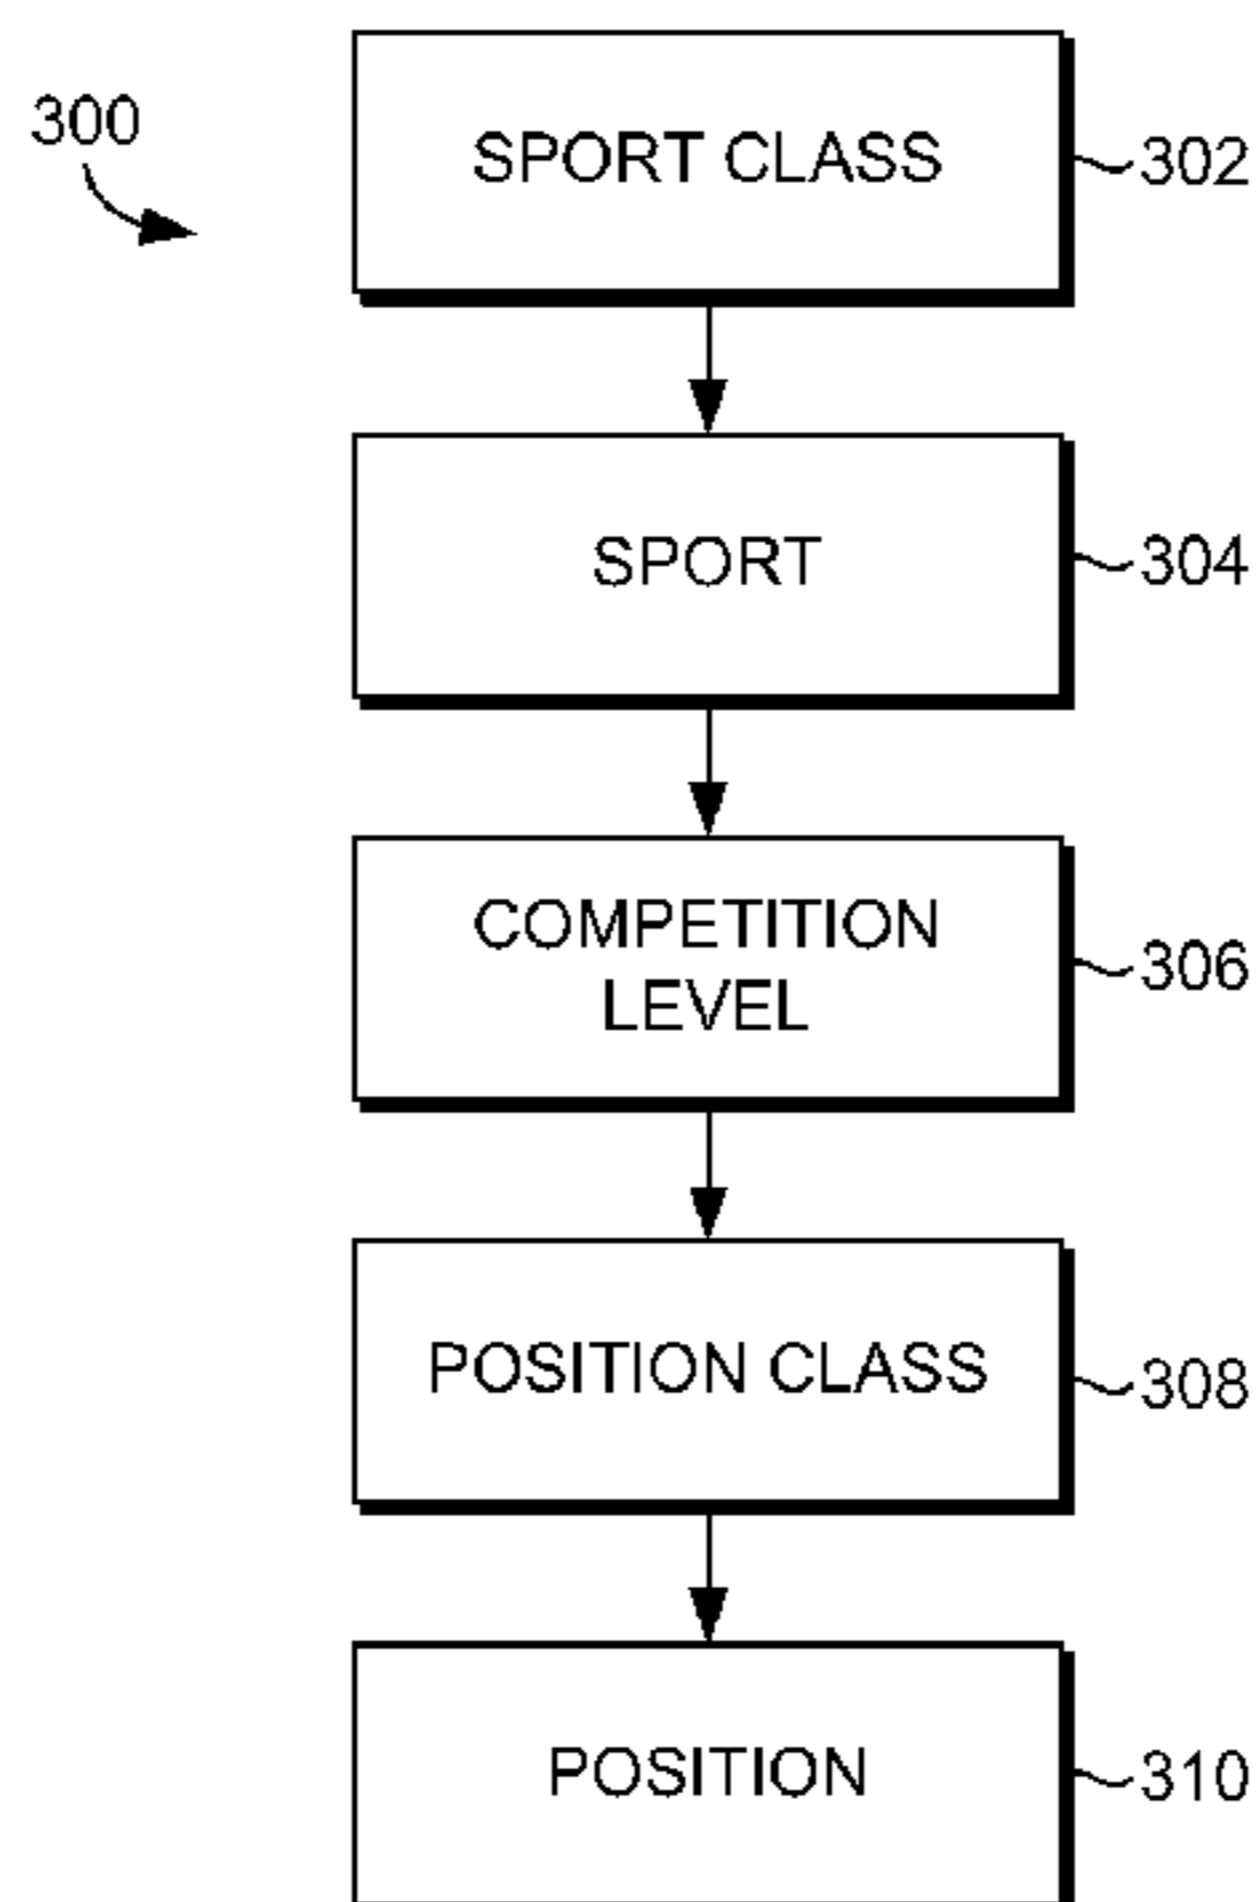 300
SPORT CLASS
302
SPORT
304
COMPETITION
LEVEL
306
POSITION CLASS
308
POSITION
310